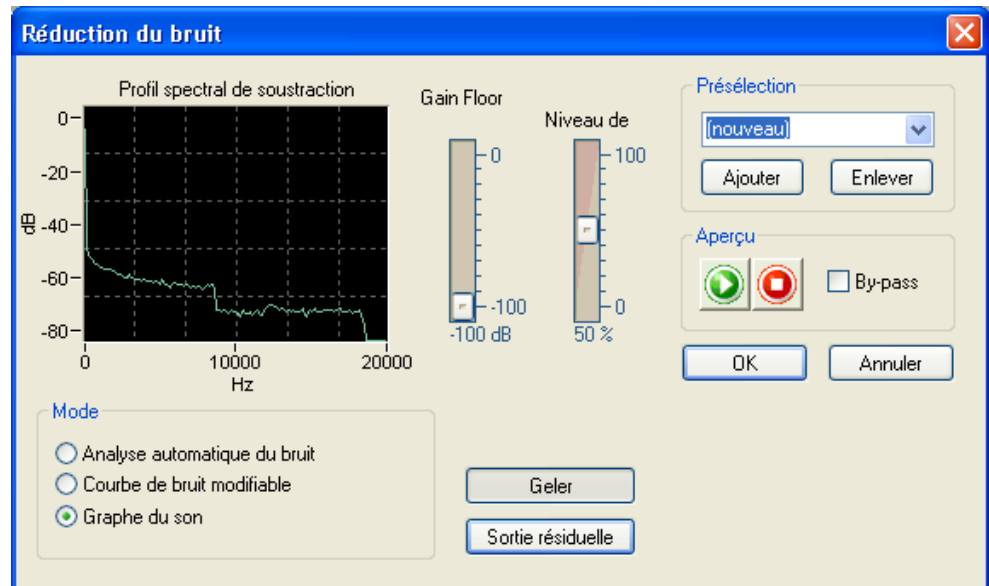 Réduction du bruit
Profil spectral de soustraction
0
-20
-40
-60
-80
dB
0
10000
20000
Hz
Gain Floor
0
-100
-100 dB
Niveau de
100
0
50 %
Présélection
(nouveau)
Ajouter
Enlever
Aperçu
By-pass
OK
Annuler
Mode
Analyse automatique du bruit
Courbe de bruit modifiable
Graphe du son
Geler
Sortie résiduelle